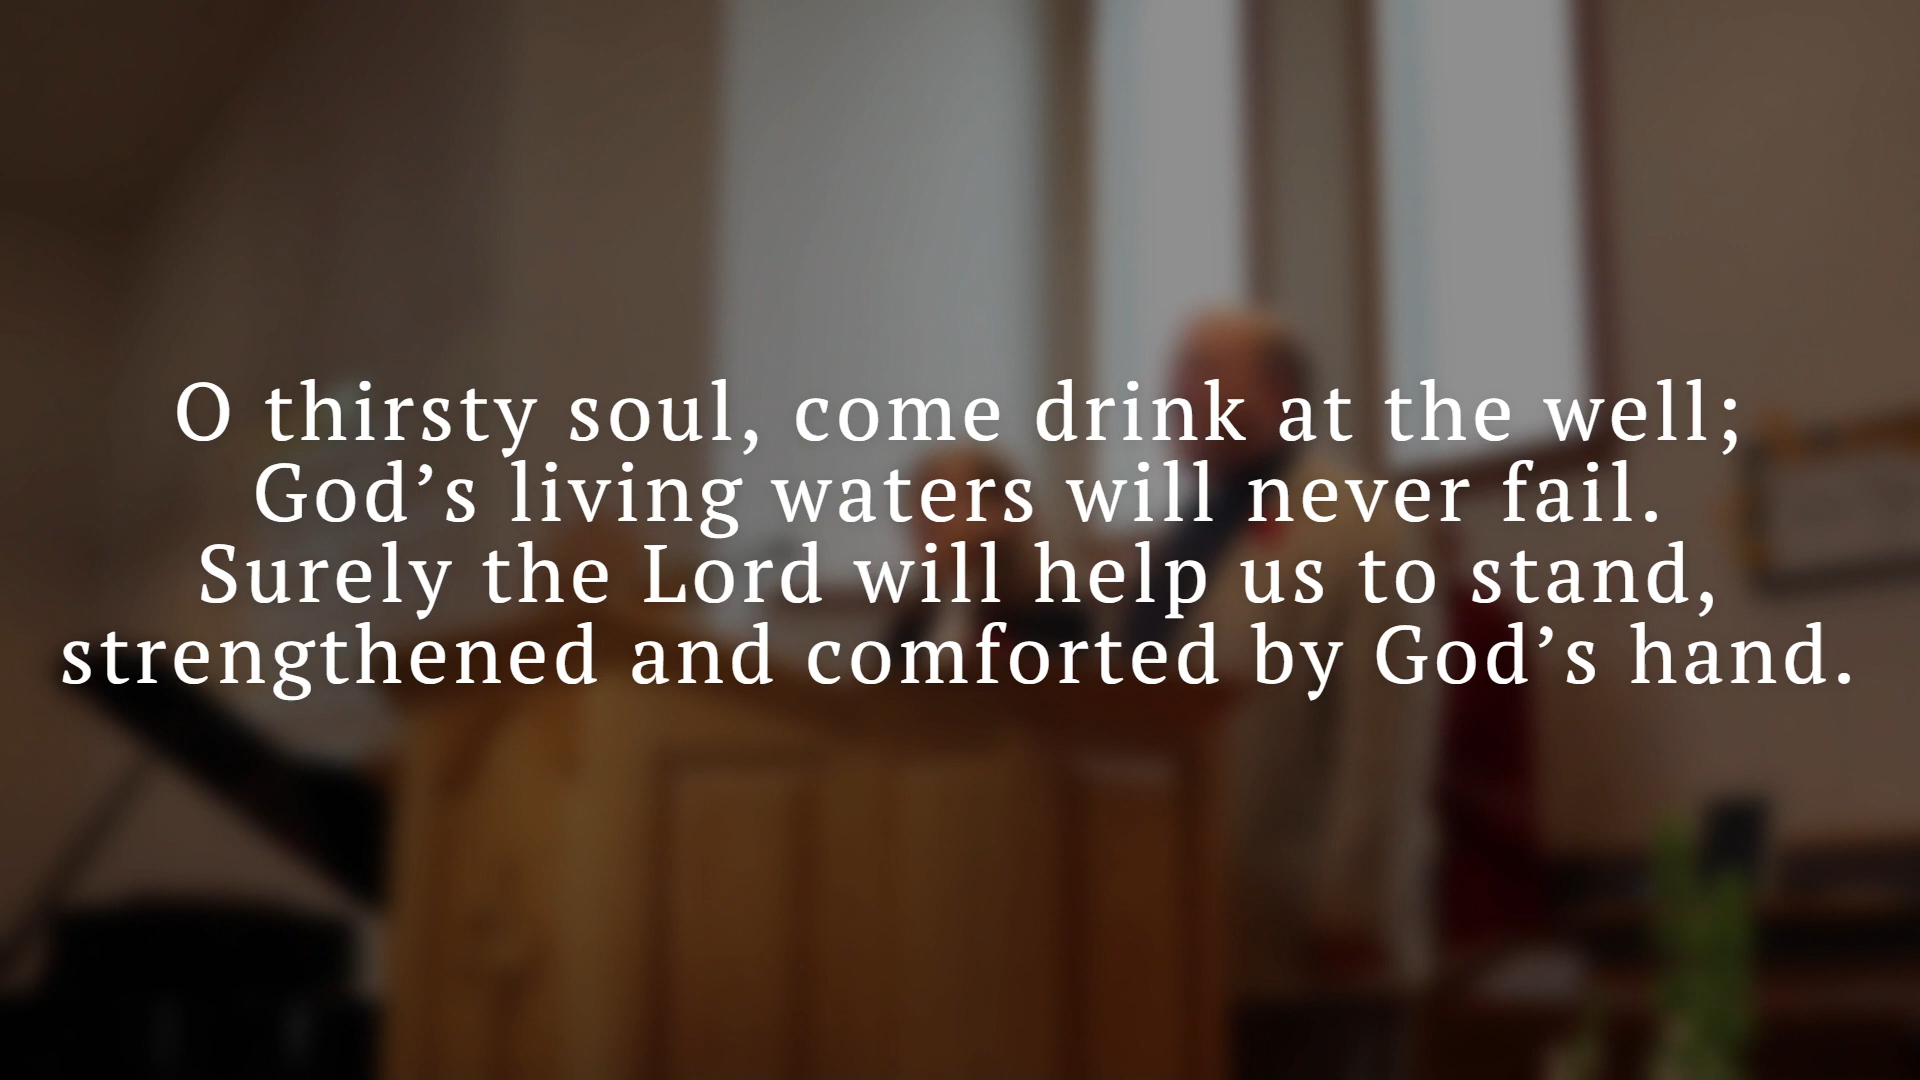 O thirsty soul, come drink at the well;
God’s living waters will never fail.
Surely the Lord will help us to stand,
strengthened and comforted by God’s hand.